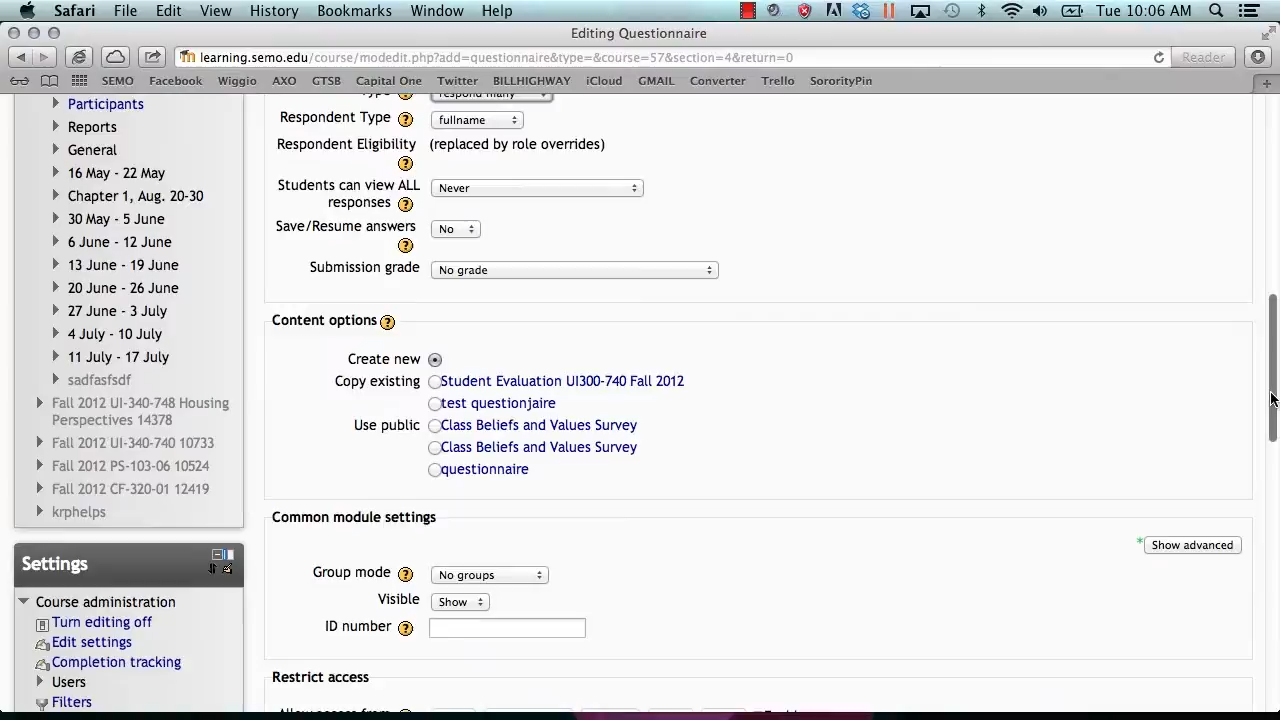 Safari File Edit View History Bookmarks Window Help Tue 10:06 AM
Editing Questionnaire
learning.semo.edu/course/modedit.php?add=questionnaire&type=&course=57&section=4&return=0 Reader
SEMO Facebook Wiggio AXO GTSB Capital One Twitter BILHIGHWAY iCloud GMAIL Converter Trello SororityPin
Participants
Reports
General
16 May - 22 May
Chapter 1, Aug. 20-30
30 May - 5 June
6 June - 12 June
13 June - 19 June
20 June - 26 June
27 June - 3 July
4 July - 10 July
11 July - 17 July
sadfasfsdf
Fall 2012 UI-340-748 Housing
Perspectives 14378
Fall 2012 UI-340-740 10733
Fall 2012 PS-103-06 10524
Fall 2012 CF-320-01 12419
krphelps
Settings
Course administration
Turn editing off
Edit settings
Completion tracking
Users
Filters
Type respond many
Respondent Type fullname
Respondent Eligibility (replaced by role overrides)
Students can view ALL
responses Never
Save/Resume answers No
Submission grade No grade
Content options
Create new
Copy existing Student Evaluation UI300-740 Fall 2012
test questionjaire
Use public Class Beliefs and Values Survey
Class Beliefs and Values Survey
questionnaire
Common module settings
* Show advanced
Group mode No groups
Visible Show
ID number
Restrict access
Allow access from